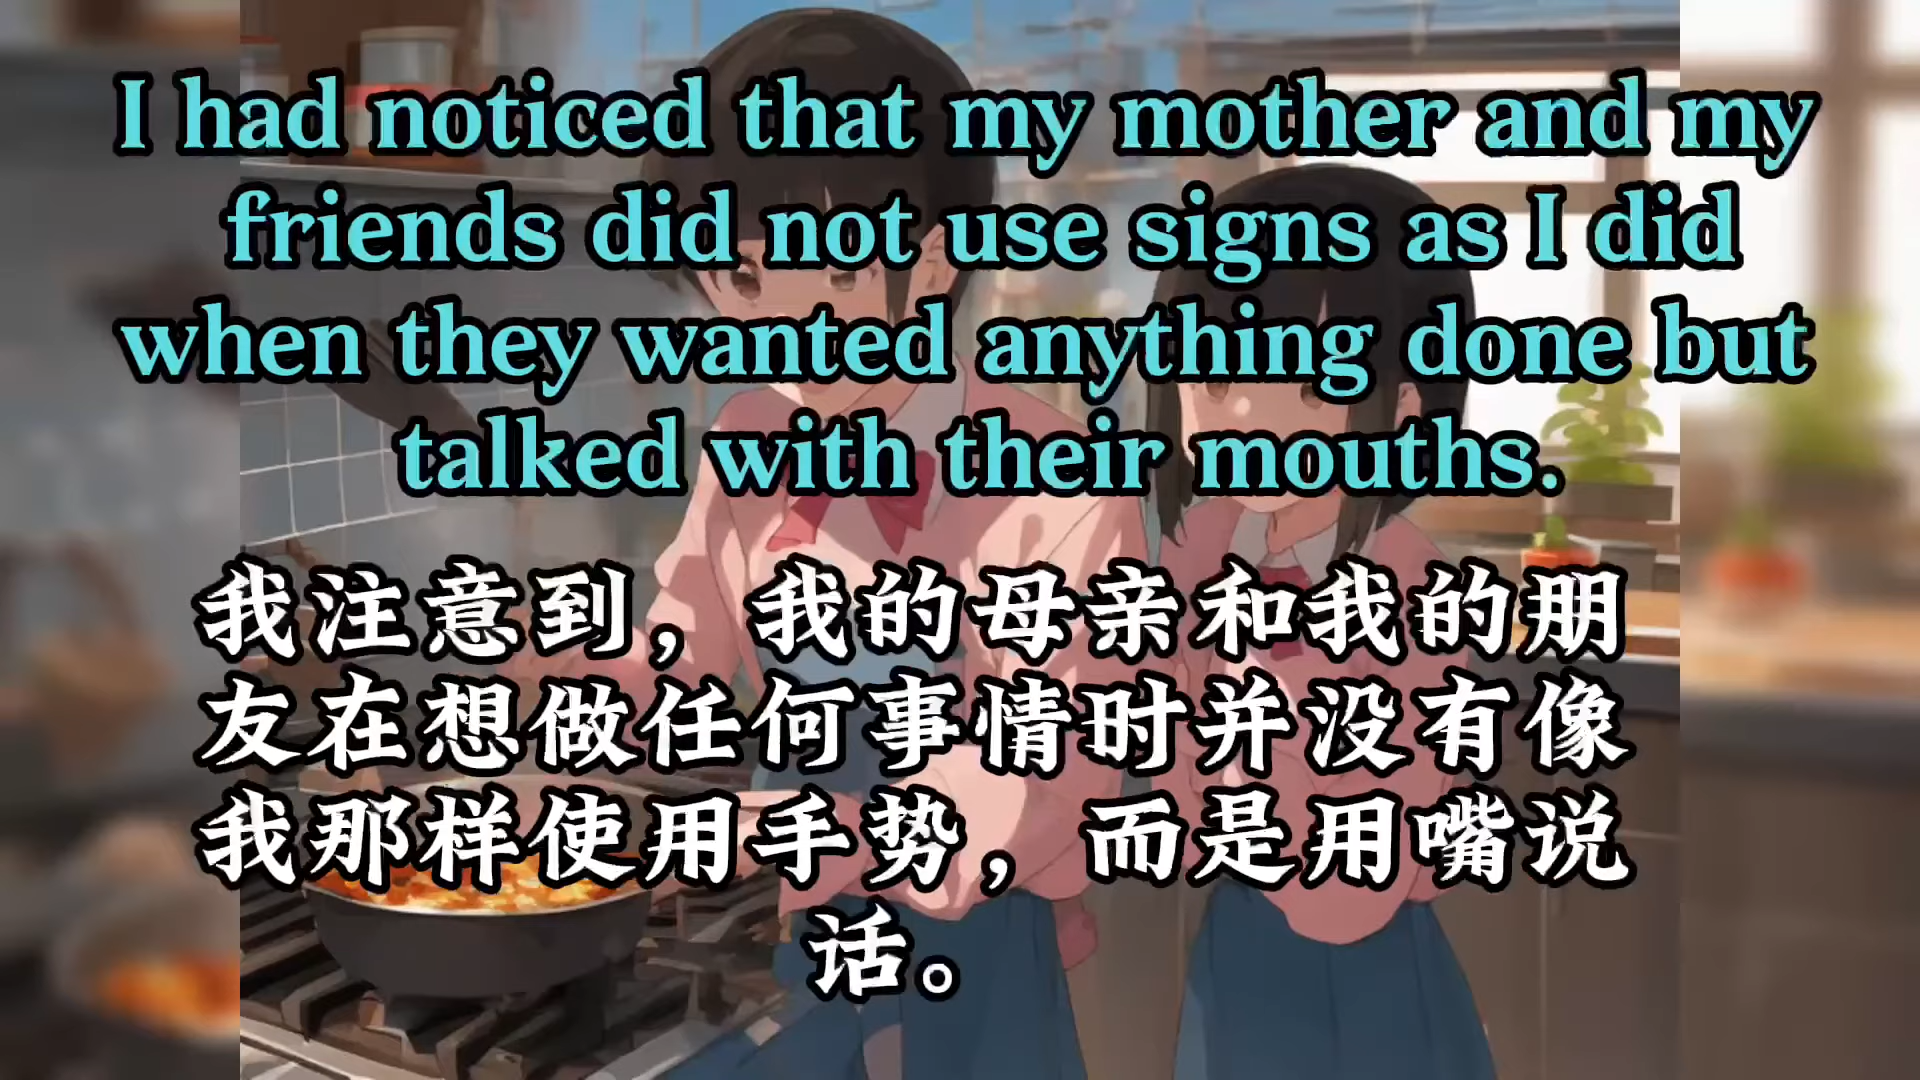 I had noticed that my mother and my
friends did not use signs as I did
when they wanted anything done but
talked with their mouths.
我注意到，我的母亲和我的朋
友在想做任何事情时并没有像
我那样使用手势，而是用嘴说
话。